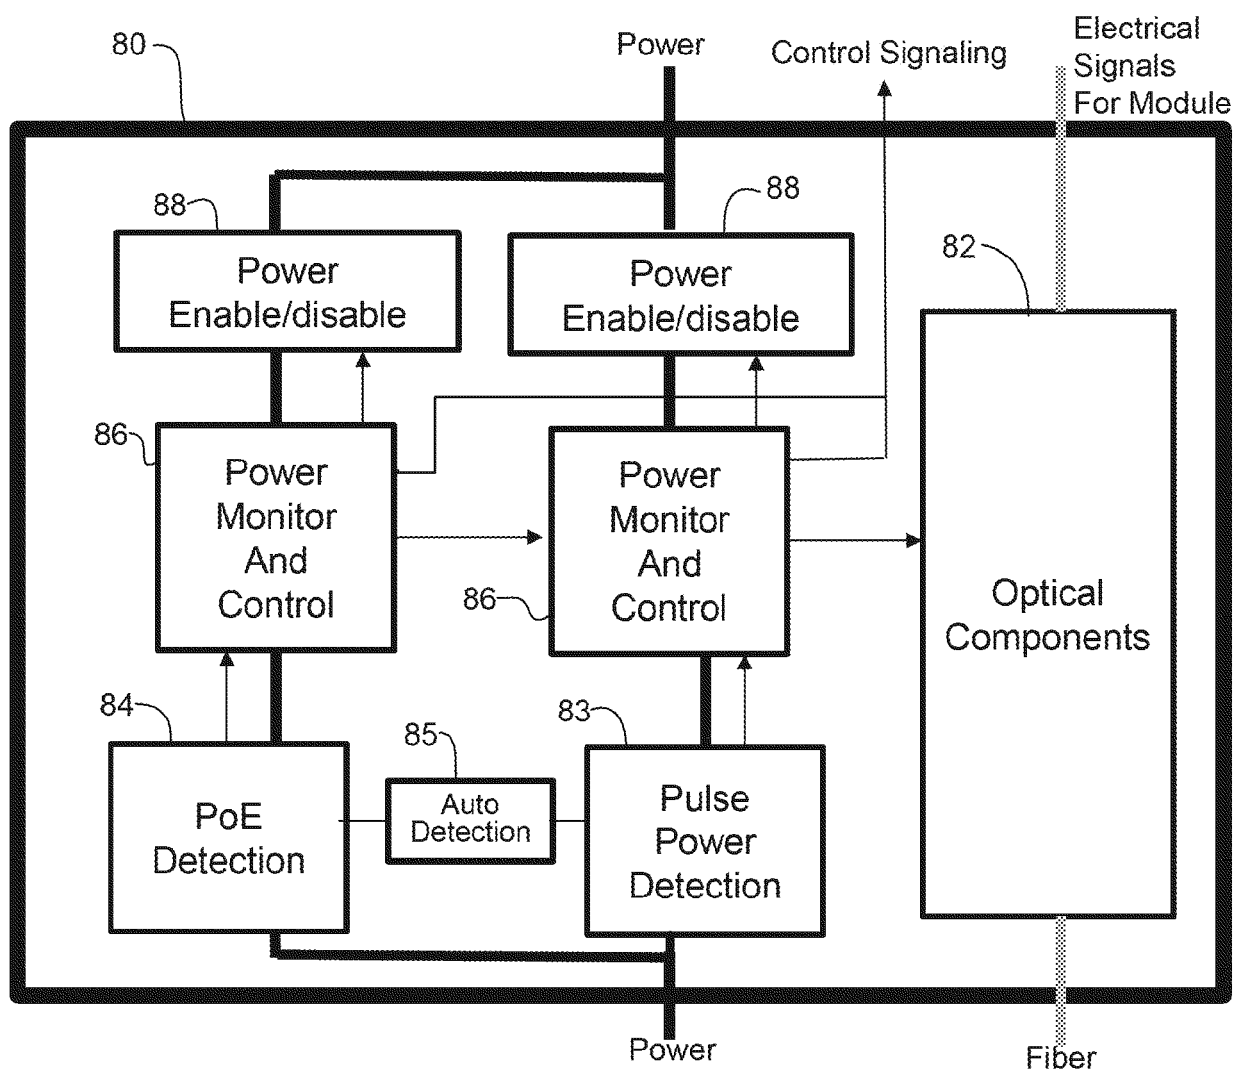 80
Power
Control Signaling
Electrical
Signals
For Module
88
Power
Enable/disable
88
Power
Enable/disable
82
86
Power
Monitor
And
Control
86
Power
Monitor
And
Control
Optical
Components
84
PoE
Detection
85
Auto
Detection
83
Pulse
Power
Detection
Power
Fiber